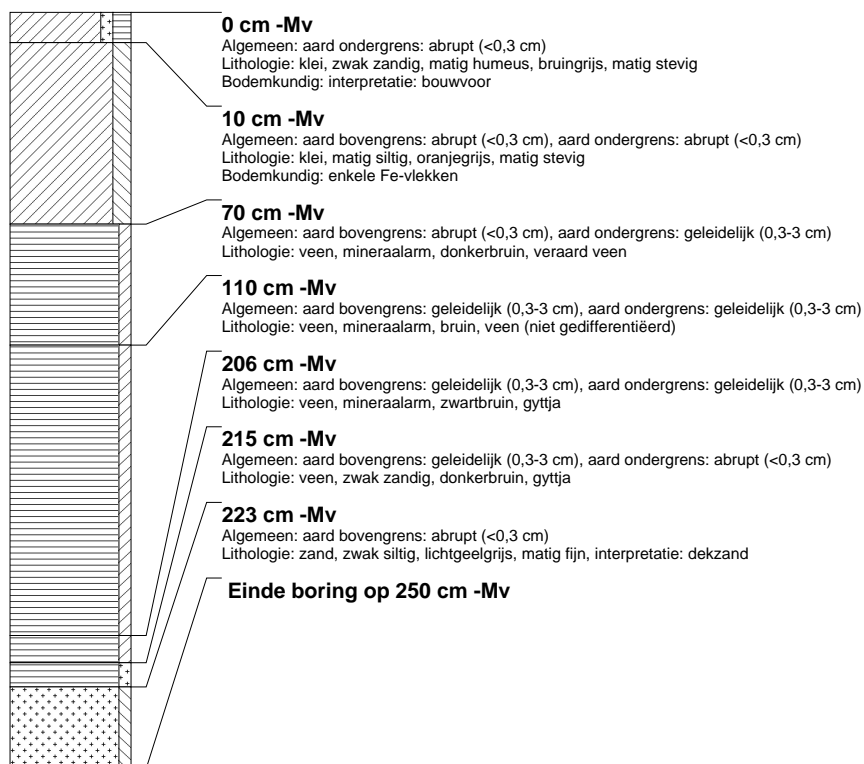 0 cm -Mv
Algemeen: aard ondergrens: abrupt (<0,3 cm)
Lithologie: klei, zwak zandig, matig humeus, bruingrijs, matig stevig
Bodemkundig: interpretatie: bouwvoor
10 cm -Mv
Algemeen: aard bovengrens: abrupt (<0,3 cm), aard ondergrens: abrupt (<0,3 cm)
Lithologie: klei, matig siltig, oranjegrijs, matig stevig
Bodemkundig: enkele Fe-vlekken
70 cm -Mv
Algemeen: aard bovengrens: abrupt (<0,3 cm), aard ondergrens: geleidelijk (0,3-3 cm)
Lithologie: veen, mineraalarm, donkerbruin, veraard veen
110 cm -Mv
Algemeen: aard bovengrens: geleidelijk (0,3-3 cm), aard ondergrens: geleidelijk (0,3-3 cm)
Lithologie: veen, mineraalarm, bruin, veen (niet gedifferentiëerd)
206 cm -Mv
Algemeen: aard bovengrens: geleidelijk (0,3-3 cm), aard ondergrens: geleidelijk (0,3-3 cm)
Lithologie: veen, mineraalarm, zwartbruin, gyttja
215 cm -Mv
Algemeen: aard bovengrens: geleidelijk (0,3-3 cm), aard ondergrens: abrupt (<0,3 cm)
Lithologie: veen, zwak zandig, donkerbruin, gyttja
223 cm -Mv
Algemeen: aard bovengrens: abrupt (<0,3 cm)
Lithologie: zand, zwak siltig, lichtgeelgrijs, matig fijn, interpretatie: dekzand
Einde boring op 250 cm -Mv